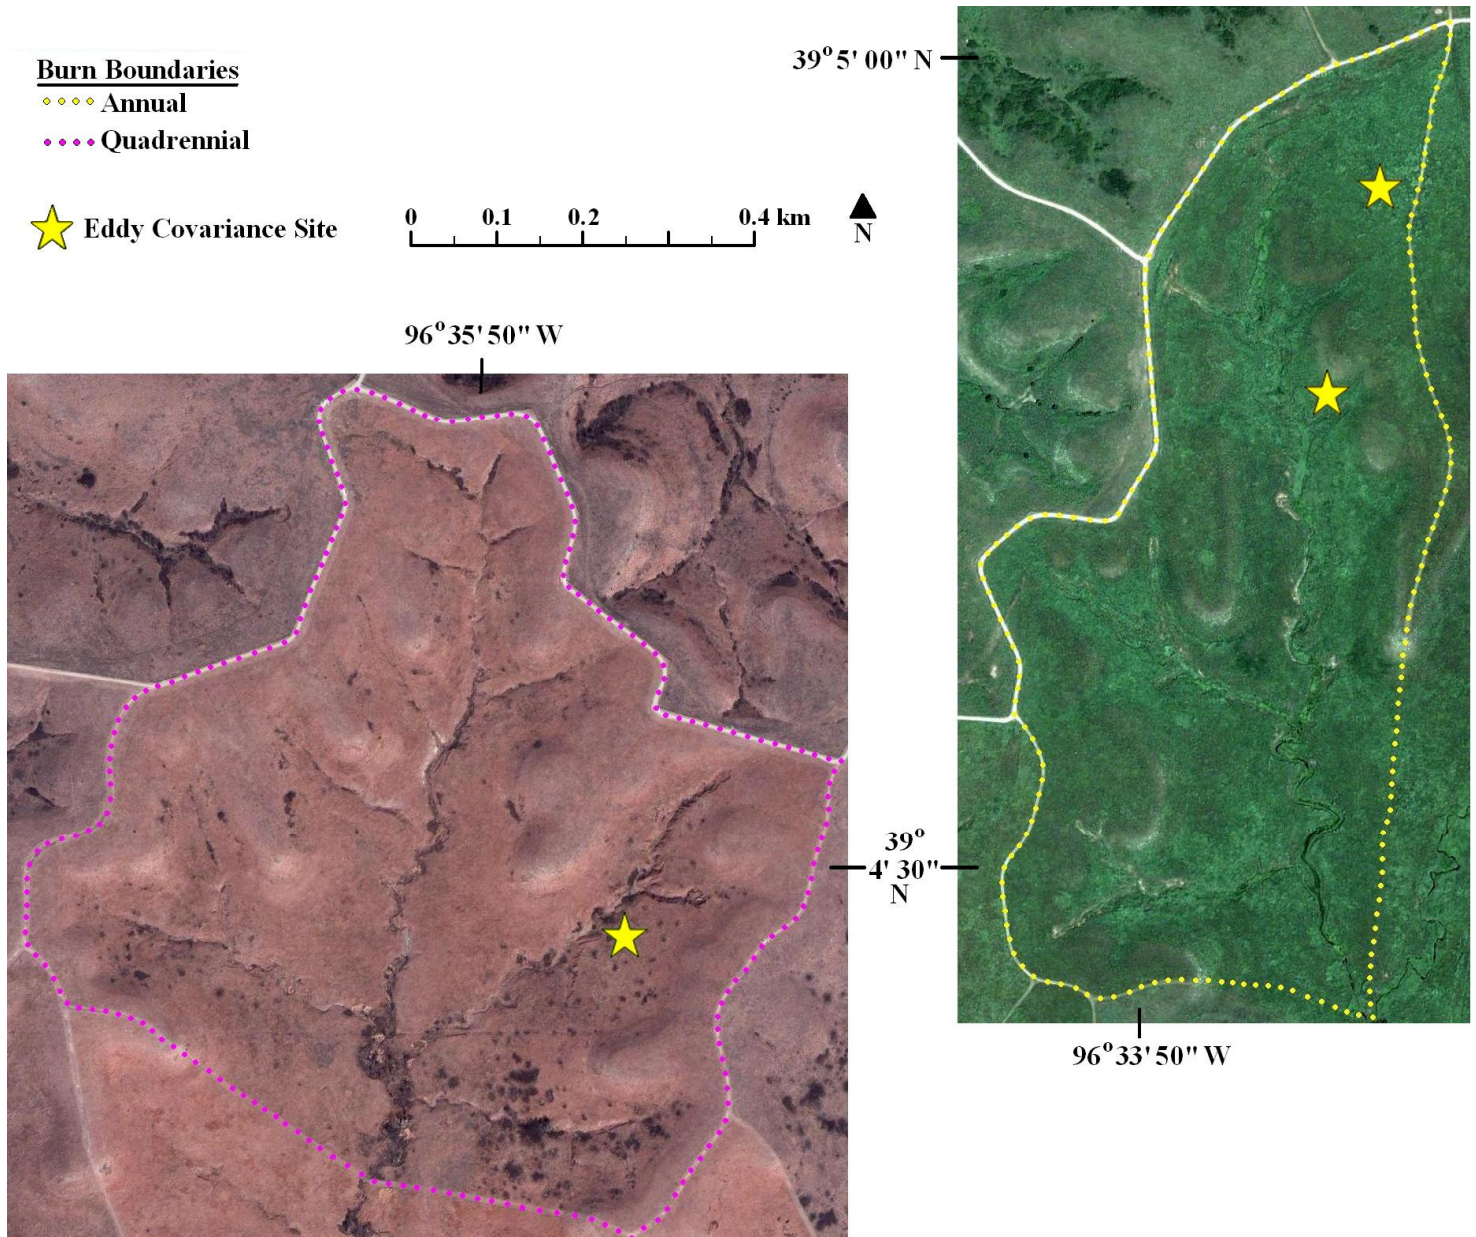 Burn Boundaries
Annual
Quadrennial
Eddy Covariance Site
0 0.1 0.2 0.4 km
N
39° 5' 00" N
96° 35' 50" W
39°
4' 30"
N
96° 33' 50" W